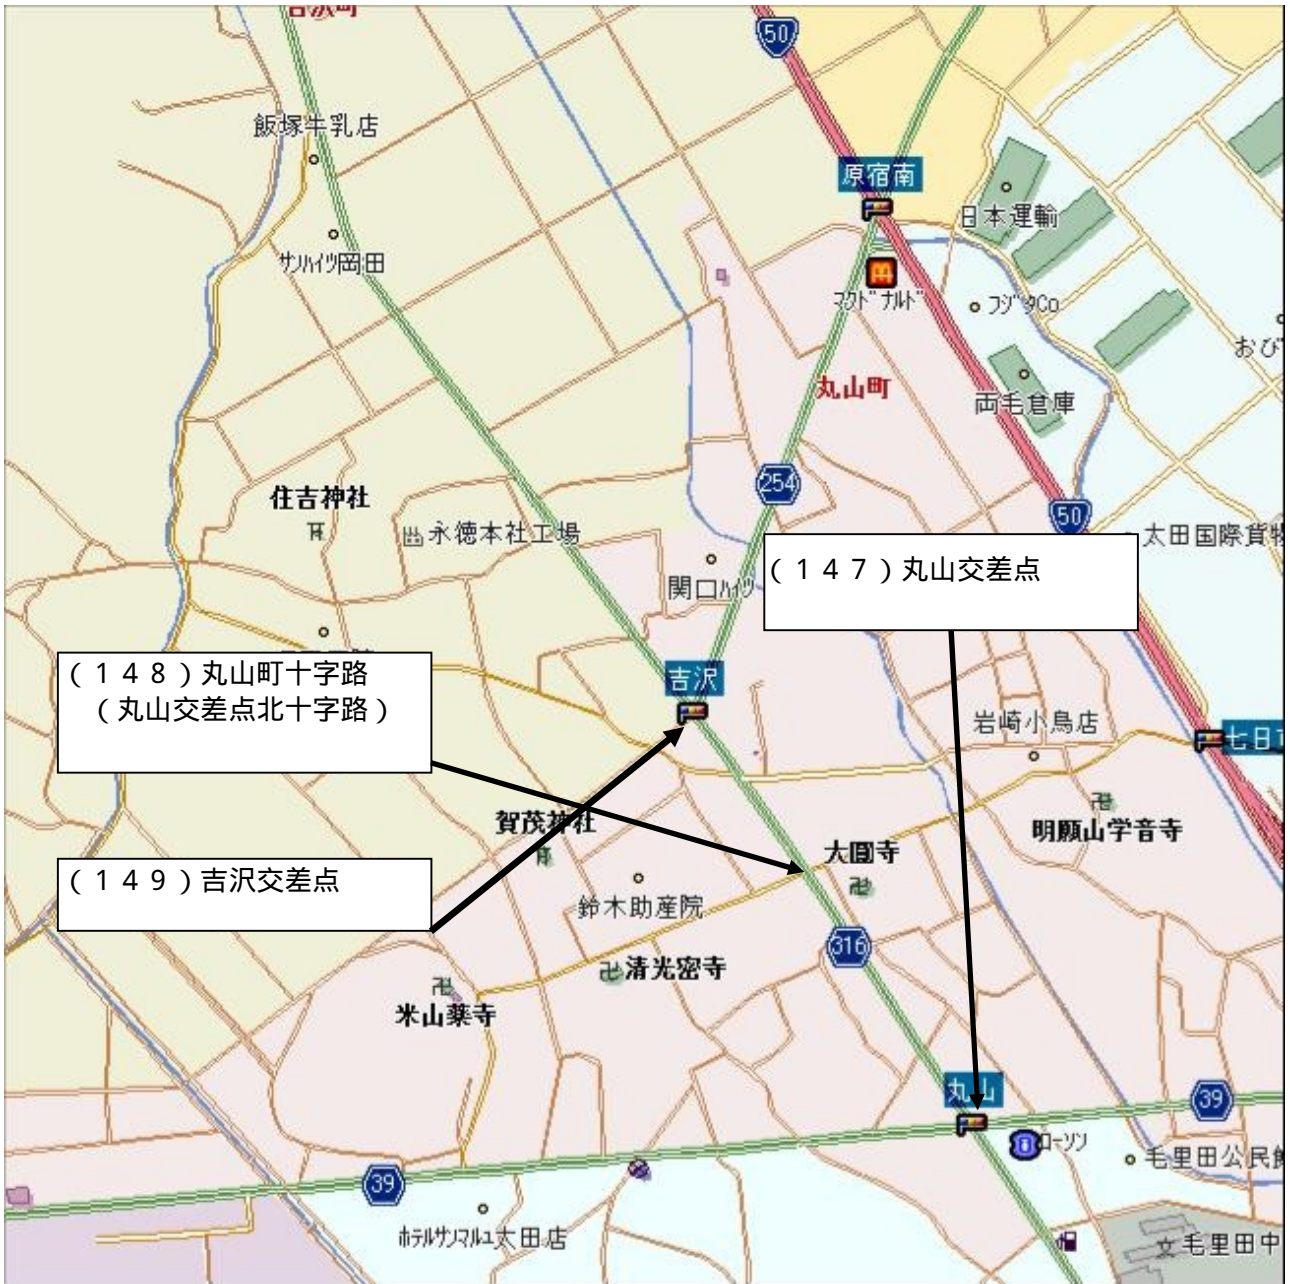 吉沢町
50
飯塚牛乳店
原宿南
日本運輸
サンハイツ岡田
マクドナルド
フジタCo
おび
丸山町
両毛倉庫
254
住吉神社
50
永徳本社工場
太田国際貨物
関口ハイツ
(147)丸山交差点
(148)丸山町十字路
(丸山交差点北十字路)
吉沢
岩崎小鳥店
七日市
賀茂神社
明願山学音寺
大圓寺
(149)吉沢交差点
鈴木助産院
316
清光密寺
米山薬寺
丸山
39
ローソン
毛里田公民館
39
ホテルサンマルユ太田店
文毛里田中